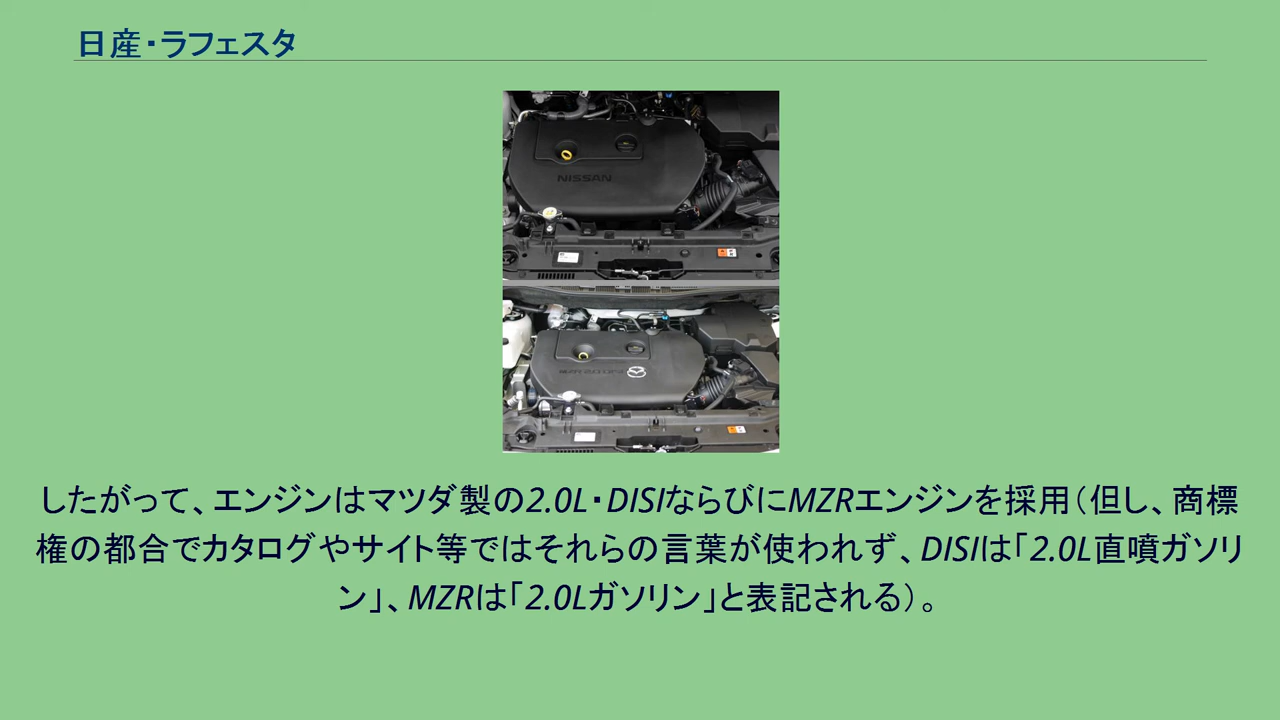 日産・ラフェスタ
NISSAN
したがって、エンジンはマツダ製の2.0L・DISIならびにMZRエンジンを採用（但し、商標
権の都合でカタログやサイト等ではそれらの言葉が使われず、DISIは「2.0L直噴ガソリ
ン」、MZRは「2.0Lガソリン」と表記される）。